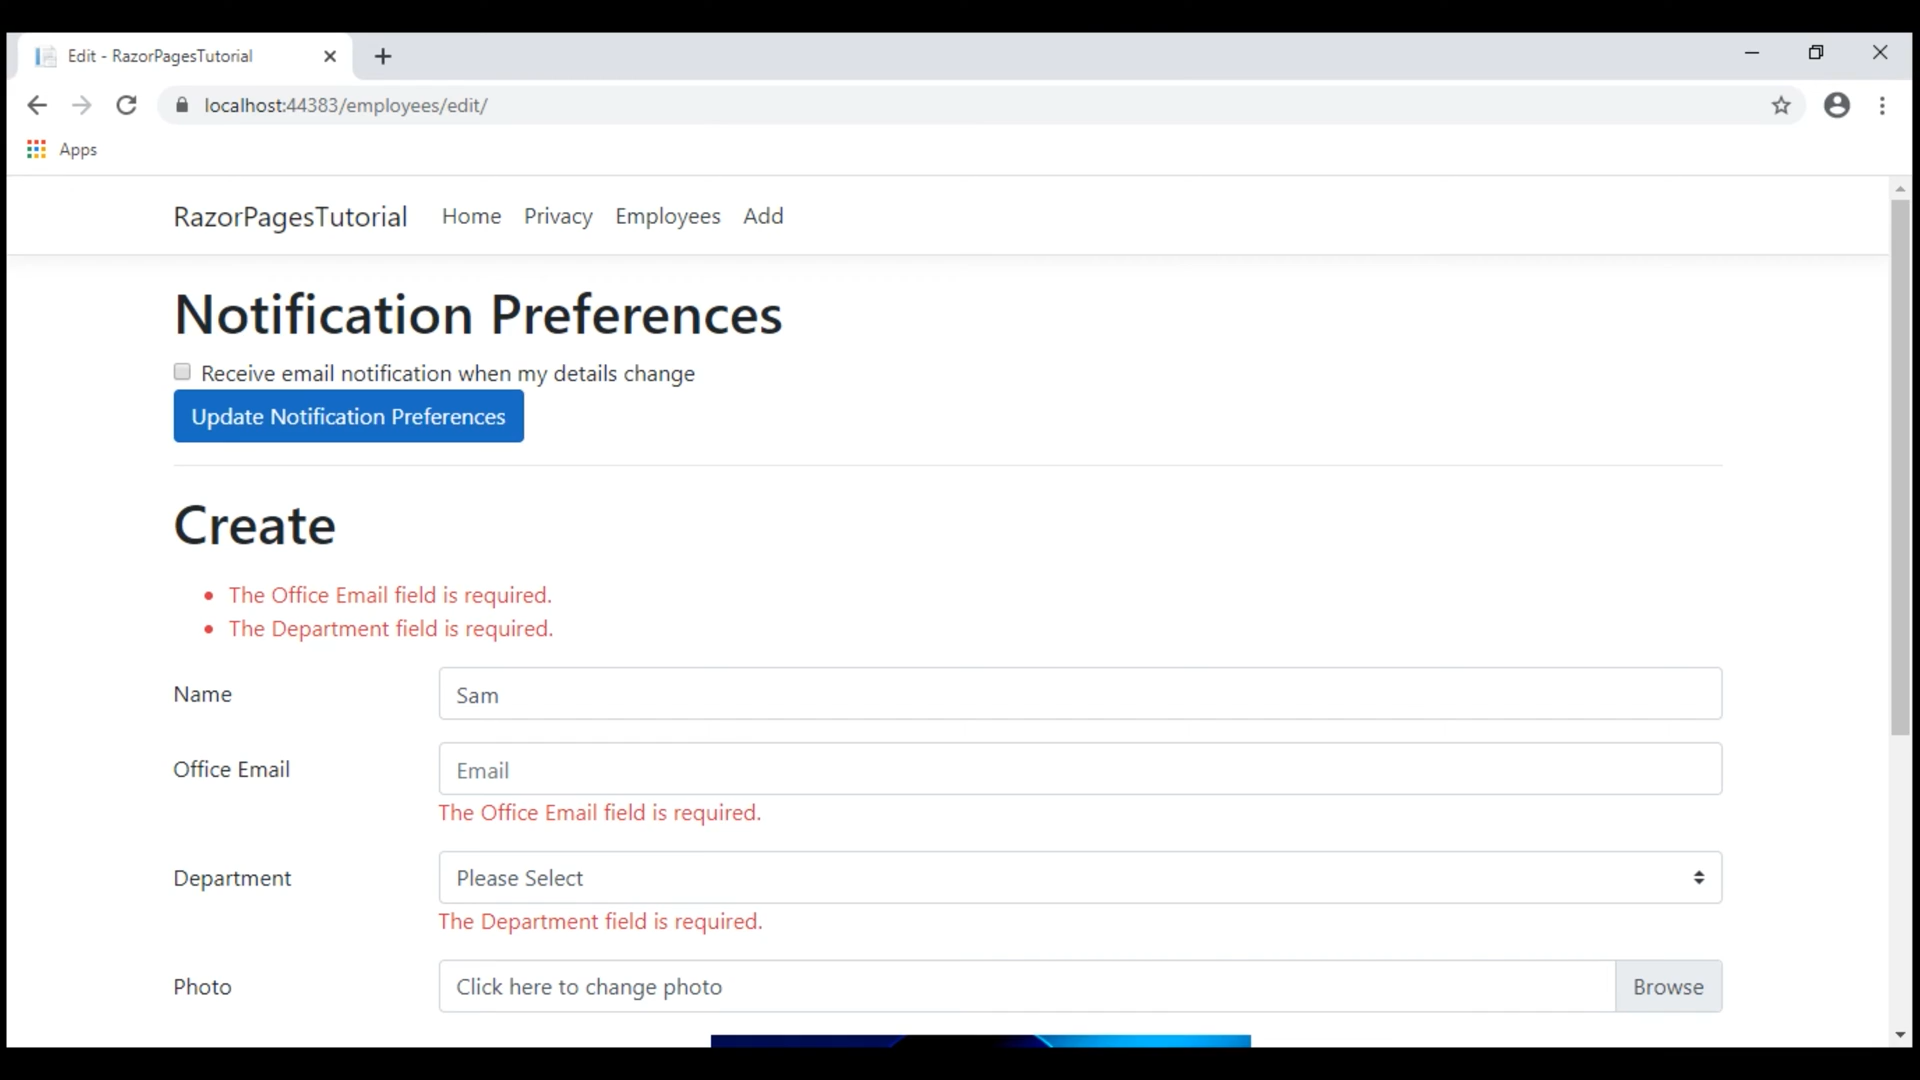 Edit - RazorPagesTutorial
localhost:44383/employees/edit/
Apps
RazorPagesTutorial Home Privacy Employees Add
Notification Preferences
Receive email notification when my details change
Update Notification Preferences
Create
The Office Email field is required.
The Department field is required.
Name Sam
Office Email Email
The Office Email field is required.
Department Please Select
The Department field is required.
Photo Click here to change photo Browse